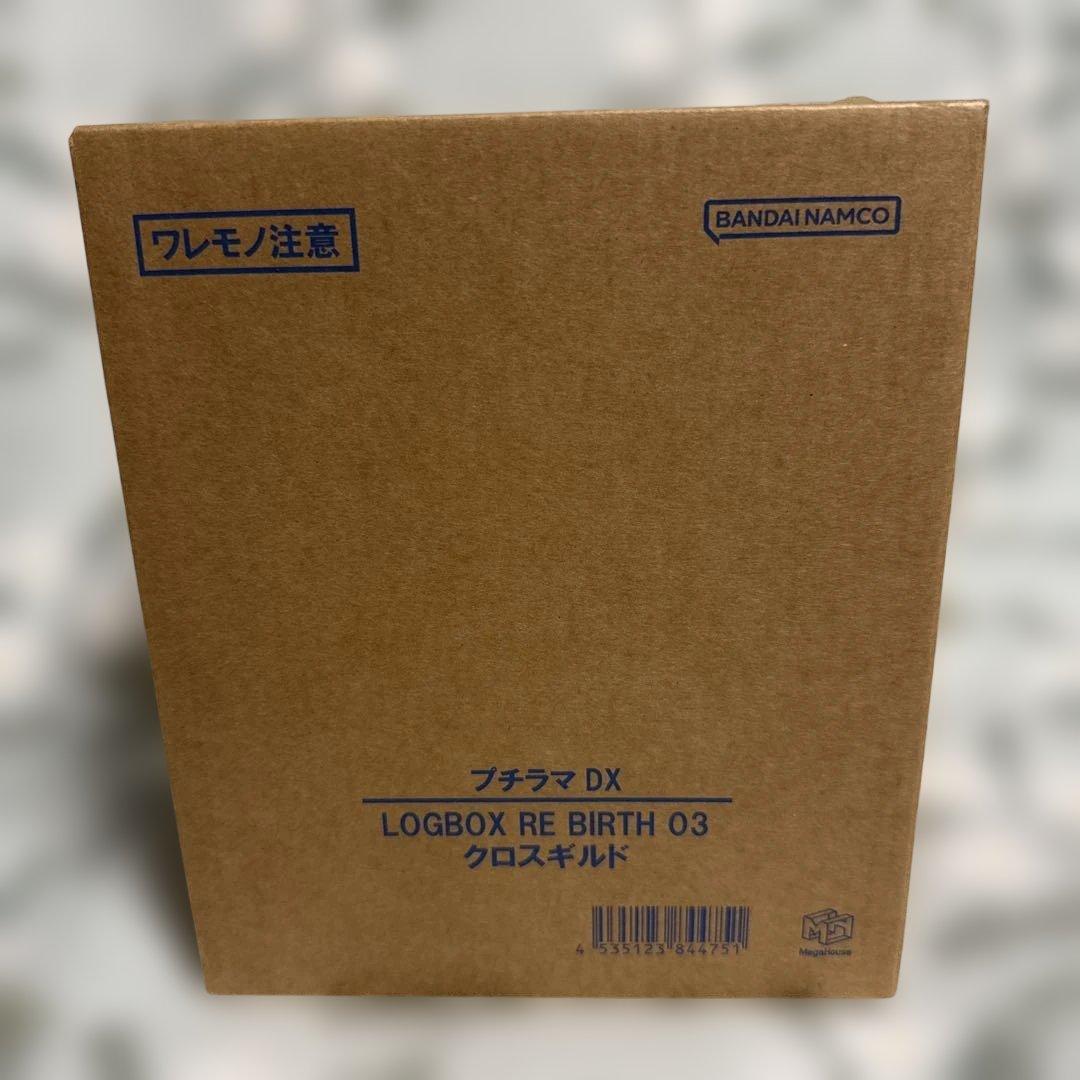 ワレモノ注意
BANDAI NAMCO
プチラマ DX
LOGBOX RE BIRTH 03
クロスギルド
4 535123 844751
MegaHouse